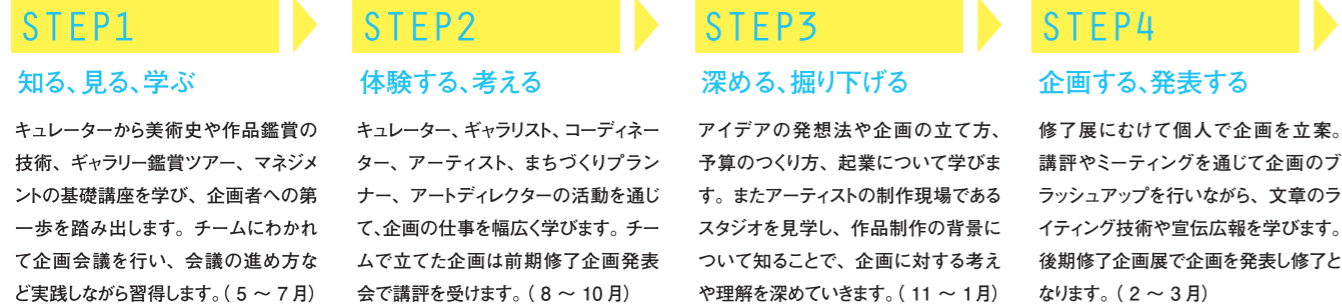 STEP1
知る、見る、学ぶ
キュレーターから美術史や作品鑑賞の
技術、ギャラリー鑑賞ツアー、マネジメ
ントの基礎講座を学び、企画者への第
一歩を踏み出します。チームにわかれ
て企画会議を行い、会議の進め方な
ど実践しながら習得します。( 5 ～ 7 月)
STEP2
体験する、考える
キュレーター、ギャラリスト、コーディネー
ター、アーティスト、まちづくりプラン
ナー、アートディレクターの活動を通じ
て、企画の仕事を幅広く学びます。チー
ムで立てた企画は前期修了企画発表
会で講評を受けます。( 8 ～ 10 月)
STEP3
深める、掘り下げる
アイデアの発想法や企画の立て方、
予算のつくり方、起業について学びま
す。またアーティストの制作現場である
スタジオを見学し、作品制作の背景に
ついて知ることで、企画に対する考え
や理解を深めていきます。( 11 ～ 1 月)
STEP4
企画する、発表する
修了展にむけて個人で企画を立案。
講評やミーティングを通じて企画のブ
ラッシュアップを行いながら、文章のラ
イティング技術や宣伝広報を学びます。
後期修了企画展で企画を発表し修了と
なります。( 2 ～ 3 月)